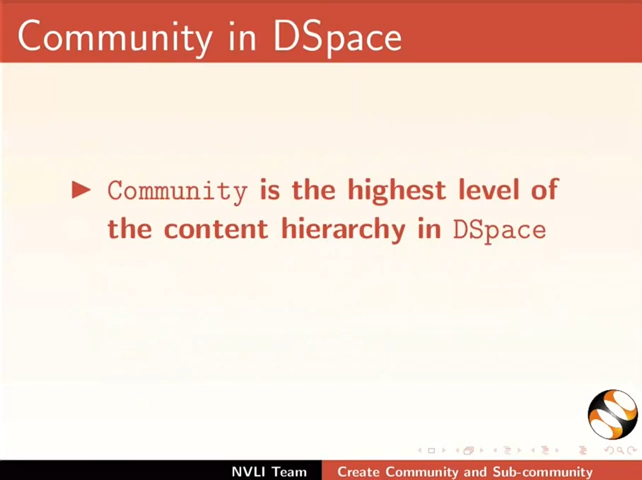 Community in DSpace
▶ Community is the highest level of
the content hierarchy in DSpace
NVLI Team
Create Community and Sub-community